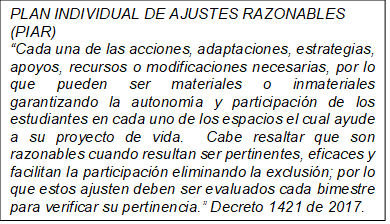 PLAN INDIVIDUAL DE AJUSTES RAZONABLES
(PIAR)
“Cada una de las acciones, adaptaciones, estrategias,
apoyos, recursos o modificaciones necesarias, por lo
que pueden ser materiales o inmateriales
garantizando la autonomía y participación de los
estudiantes en cada uno de los espacios el cual ayude
a su proyecto de vida. Cabe resaltar que son
razonables cuando resultan ser pertinentes, eficaces y
facilitan la participación eliminando la exclusión; por lo
que estos ajusten deben ser evaluados cada bimestre
para verificar su pertinencia.” Decreto 1421 de 2017.